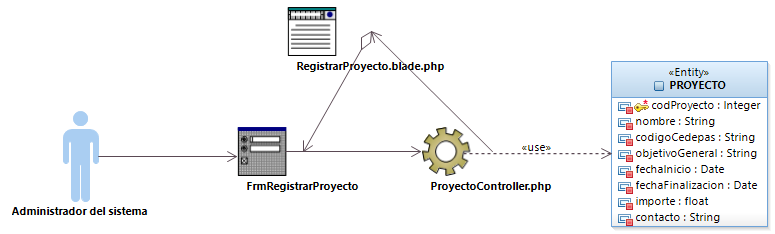 RegistrarProyecto.blade.php
Administrador del sistema
FrmRegistrarProyecto
ProyectoController.php
«use»
«Entity»
PROYECTO
codProyecto : Integer
nombre : String
codigoCedepas : String
objetivoGeneral : String
fechaInicio : Date
fechaFinalizacion : Date
importe : float
contacto : String